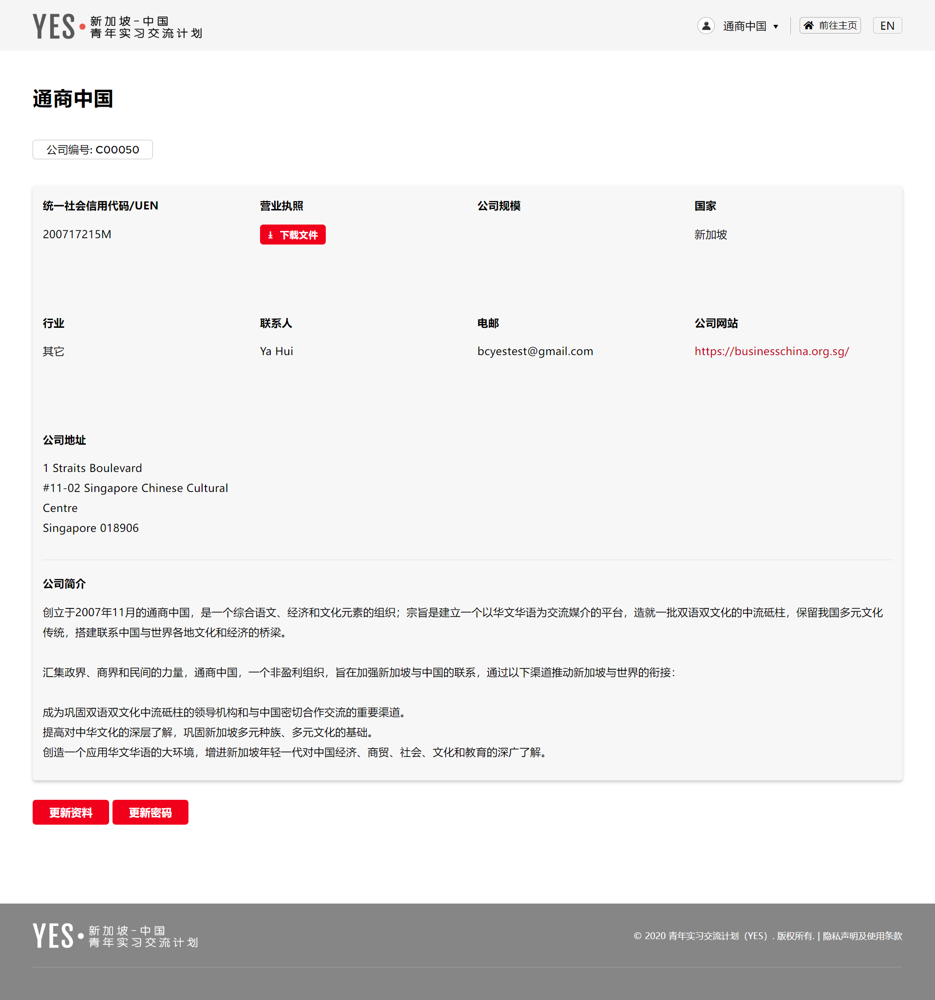 YES 新加坡-中国
青年实习交流计划
通商中国
前往主页
EN
通商中国
公司编号: C00050
统一社会信用代码/UEN
营业执照
公司规模
国家
200717215M
下载文件
新加坡
行业
联系人
电邮
公司网站
其它
Ya Hui
bcyestest@gmail.com
https://businesschina.org.sg/
公司地址
1 Straits Boulevard
#11-02 Singapore Chinese Cultural
Centre
Singapore 018906
公司简介
创立于2007年11月的通商中国，是一个综合语文、经济和文化元素的组织；宗旨是建立一个以华文华语为交流媒介的平台，造就一批双语双文化的中流砥柱，保留我国多元文化
传统，搭建联系中国与世界各地文化和经济的桥梁。
汇集政界、商界和民间的力量，通商中国，一个非盈利组织，旨在加强新加坡与中国的联系，通过以下渠道推动新加坡与世界的衔接：
成为巩固双语双文化中流砥柱的领导机构和与中国密切合作交流的重要渠道。
提高对中华文化的深层了解，巩固新加坡多元种族、多元文化的基础。
创造一个应用华文华语的大环境，增进新加坡年轻一代对中国经济、商贸、社会、文化和教育的深广了解。
更新资料
更新密码
YES 新加坡-中国
青年实习交流计划
© 2020 青年实习交流计划（YES）. 版权所有. | 隐私声明及使用条款